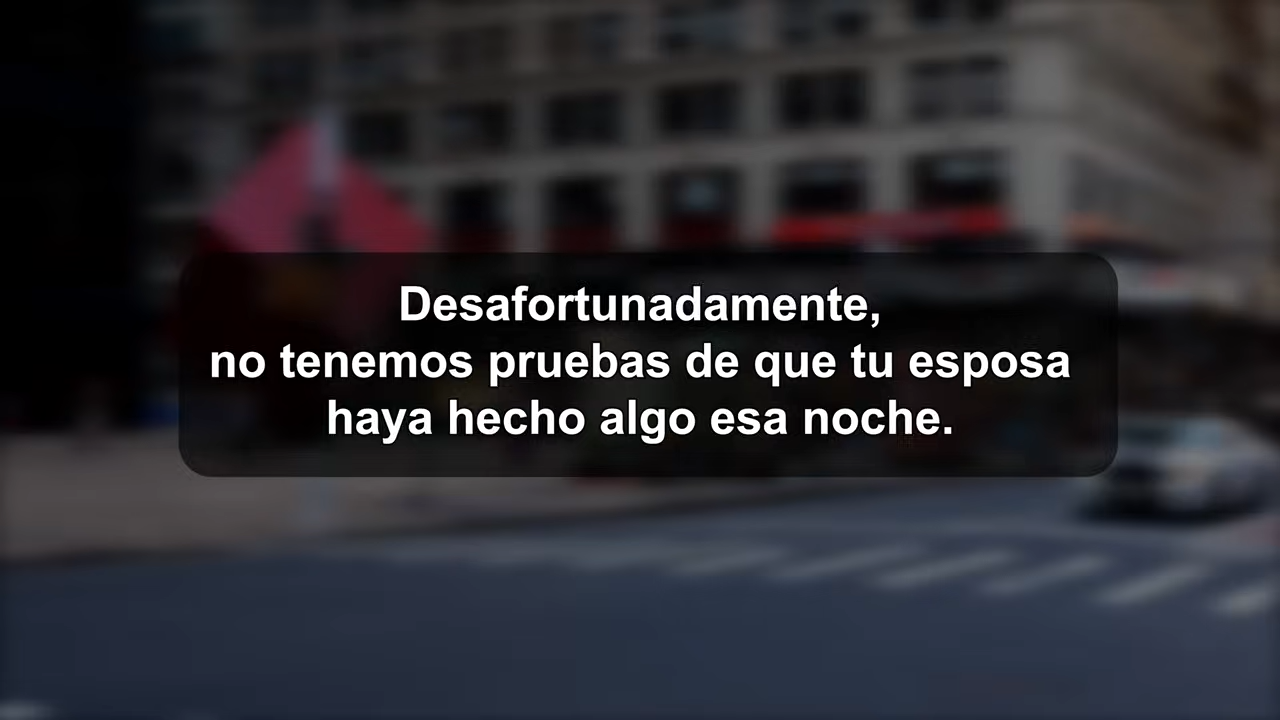 Desafortunadamente,
no tenemos pruebas de que tu esposa
haya hecho algo esa noche.